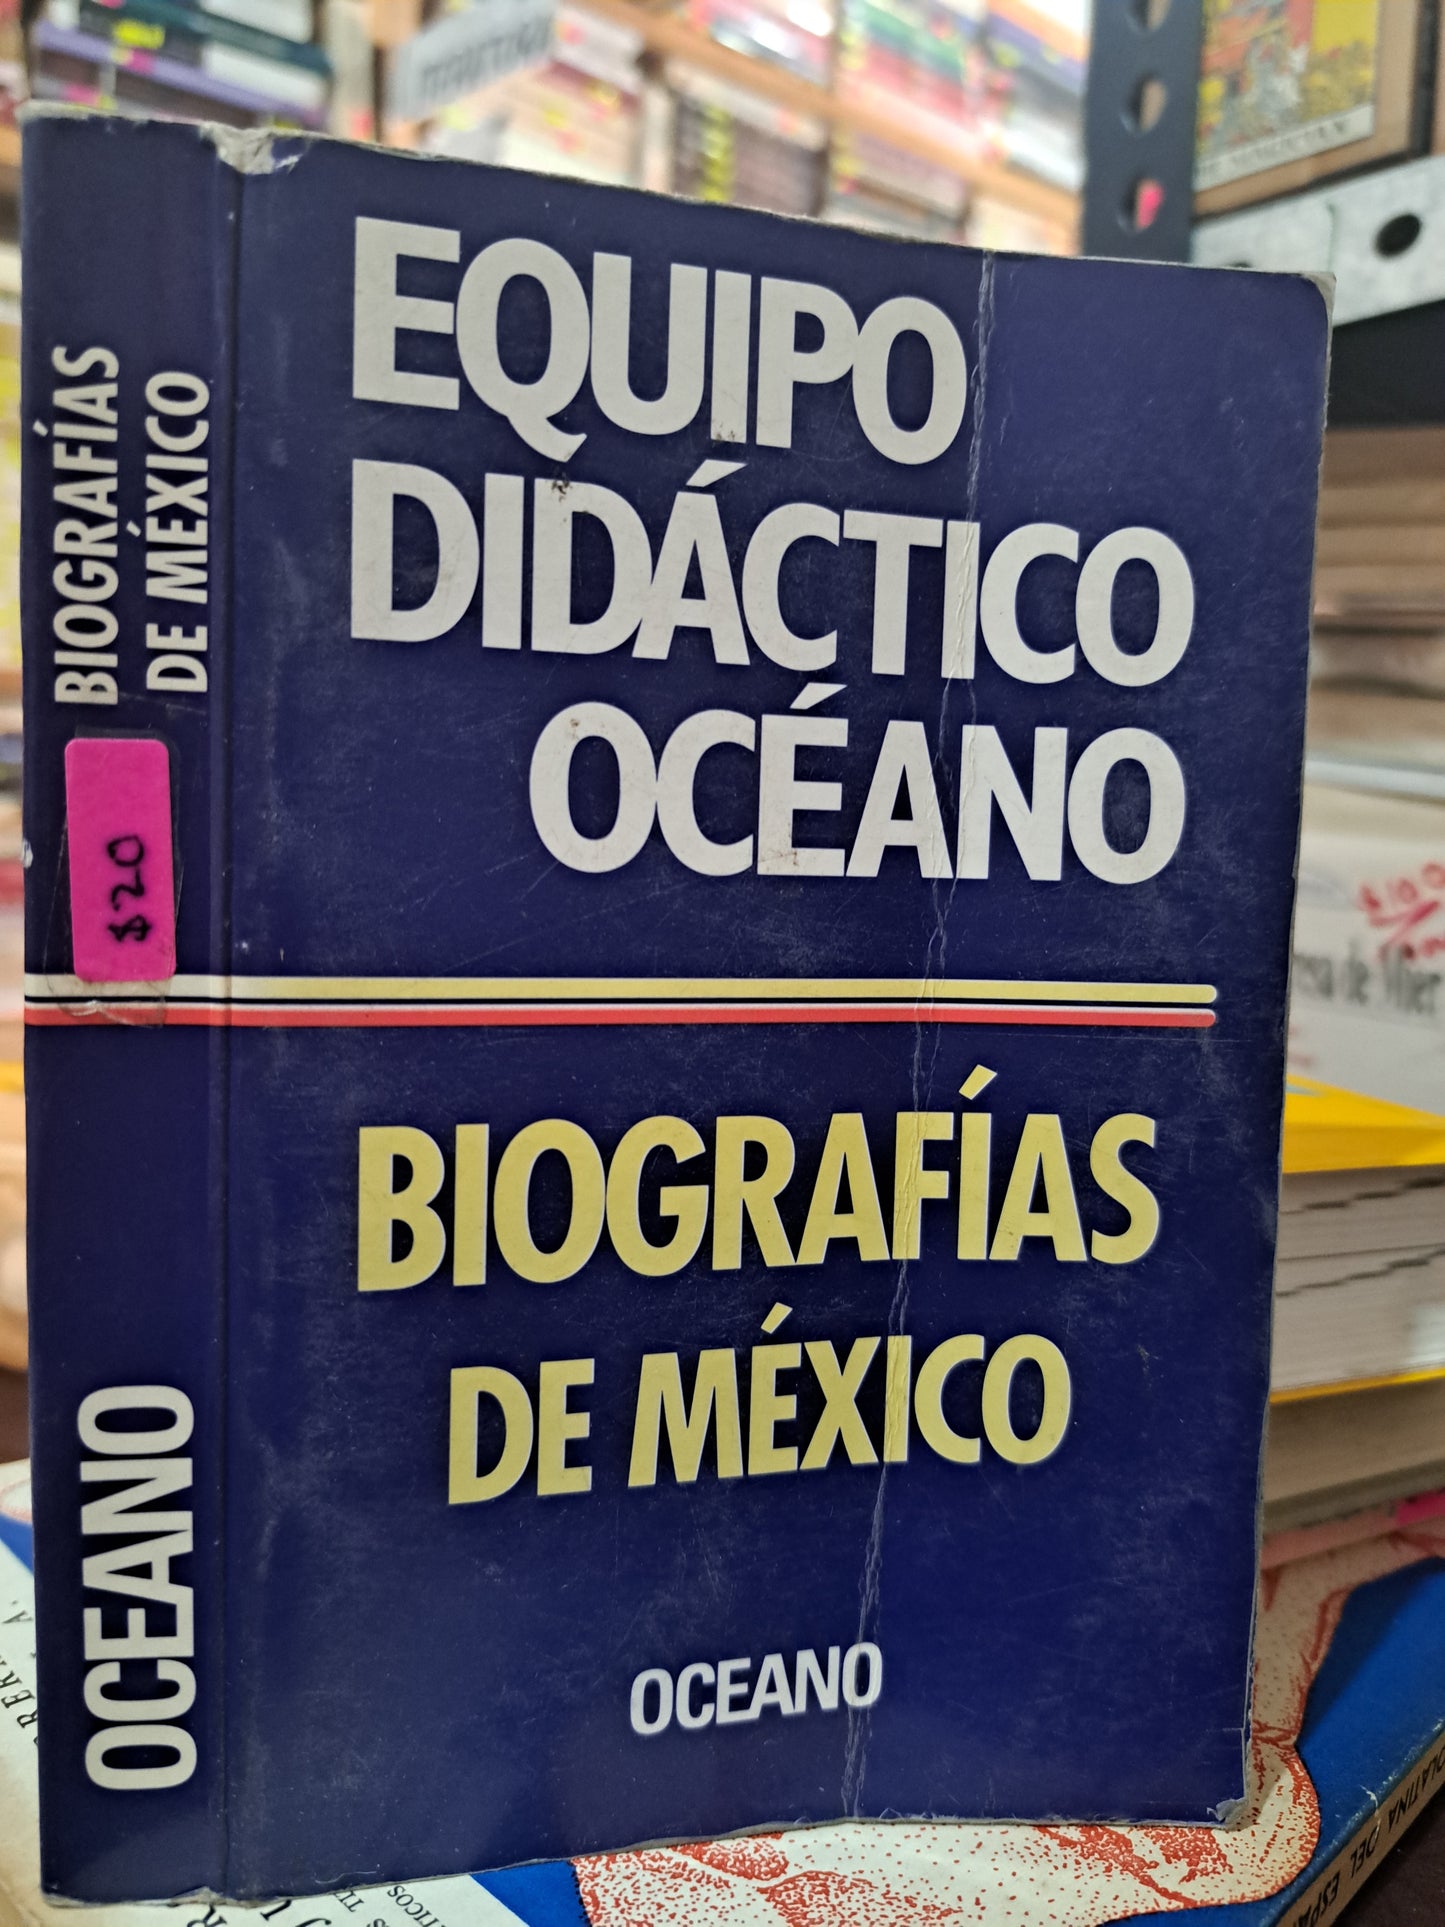 EQUIPO
DIDÁCTICO
OCÉANO
BIOGRAFÍAS
DE MÉXICO
OCEANO
BIOGRAFÍAS
DE MÉXICO
$20
OCEANO